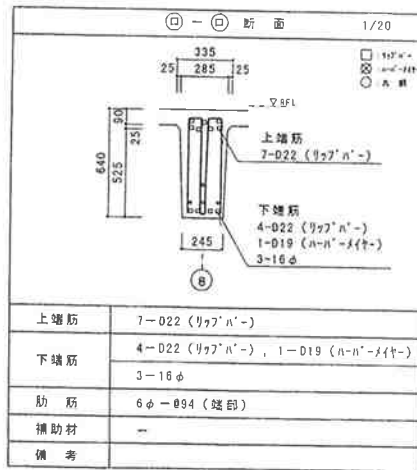 ロ － ロ 断 面 1/20
335
25 285 25
リップバー
ハーバーメイヤー
丸 鋼
▽RFL
90
25
640
525
上端筋
7-D22 (リップバー)
下端筋
4-D22 (リップバー)
1-D19 (ハーバーメイヤー)
3-16φ
245
8
上端筋 7－D22 (リップバー)
下端筋 4－D22 (リップバー) , 1－D19 (ハーバーメイヤー)
3－16φ
肋 筋 6φ－@94 (端部)
補助材 －
備 考